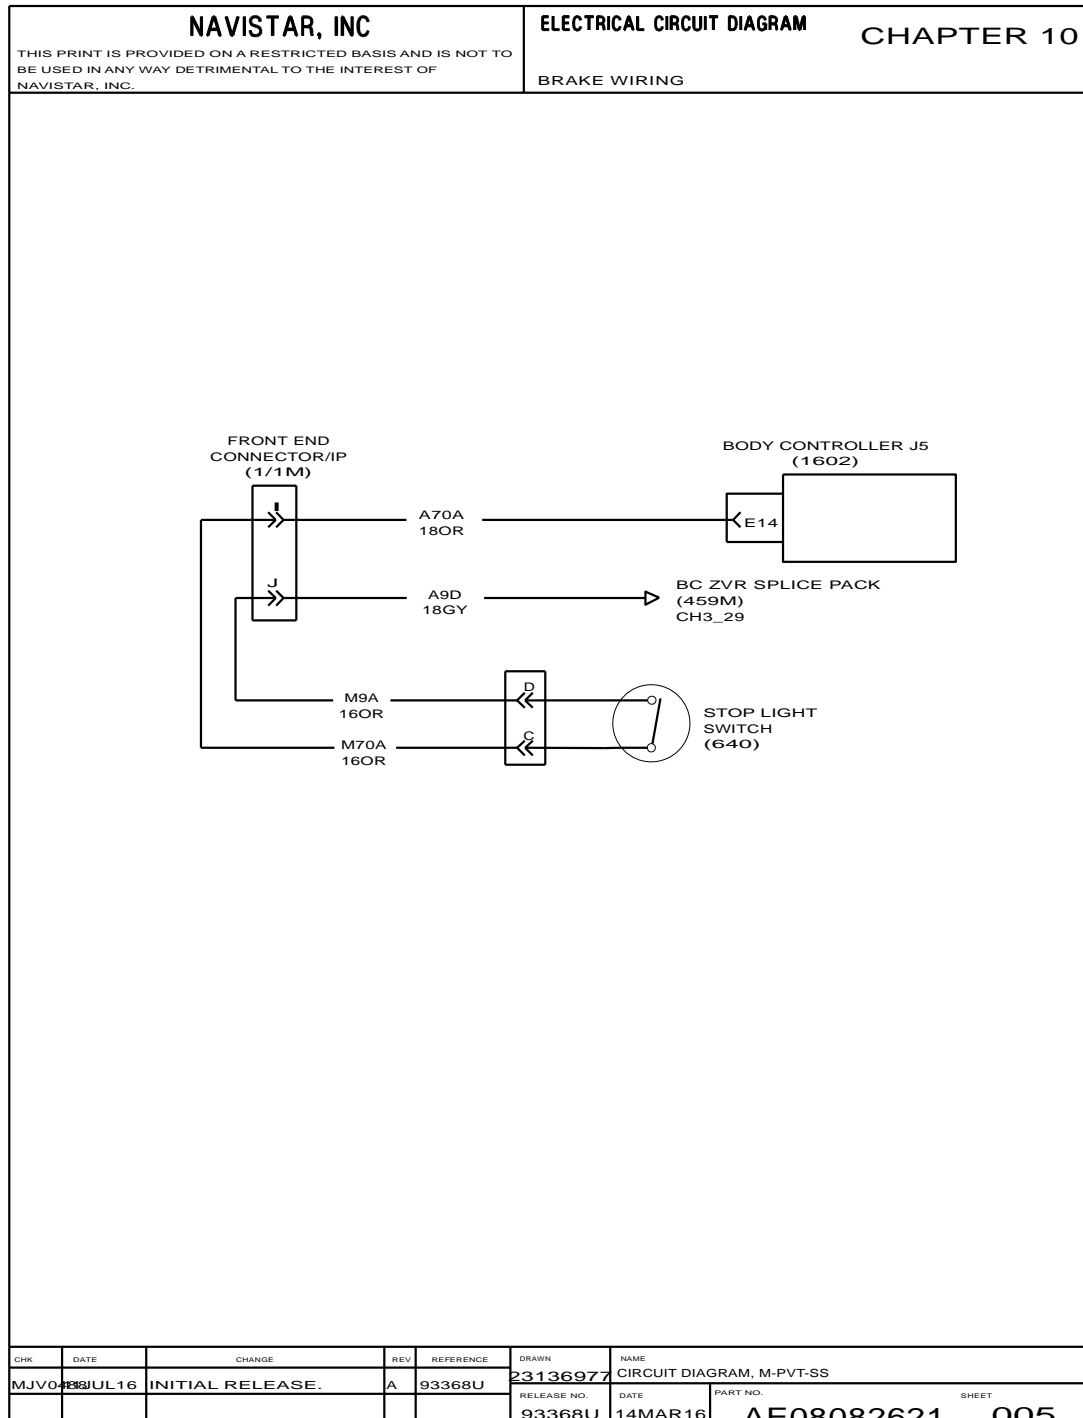 NAVISTAR, INC
THIS PRINT IS PROVIDED ON A RESTRICTED BASIS AND IS NOT TO
BE USED IN ANY WAY DETRIMENTAL TO THE INTEREST OF
NAVISTAR, INC.
ELECTRICAL CIRCUIT DIAGRAM
CHAPTER 10
BRAKE WIRING
FRONT END
CONNECTOR/IP
(1/1M)
BODY CONTROLLER J5
(1602)
I
A70A
18OR
E14
J
A9D
18GY
BC ZVR SPLICE PACK
(459M)
CH3_29
M9A
16OR
D
STOP LIGHT
SWITCH
(640)
M70A
16OR
C
CHK DATE CHANGE REV REFERENCE DRAWN NAME
INITIAL RELEASE. A 93368U 23136977 CIRCUIT DIAGRAM, M-PVT-SS
RELEASE NO. DATE PART NO. SHEET
93368U 14MAR16 AE08082621 005